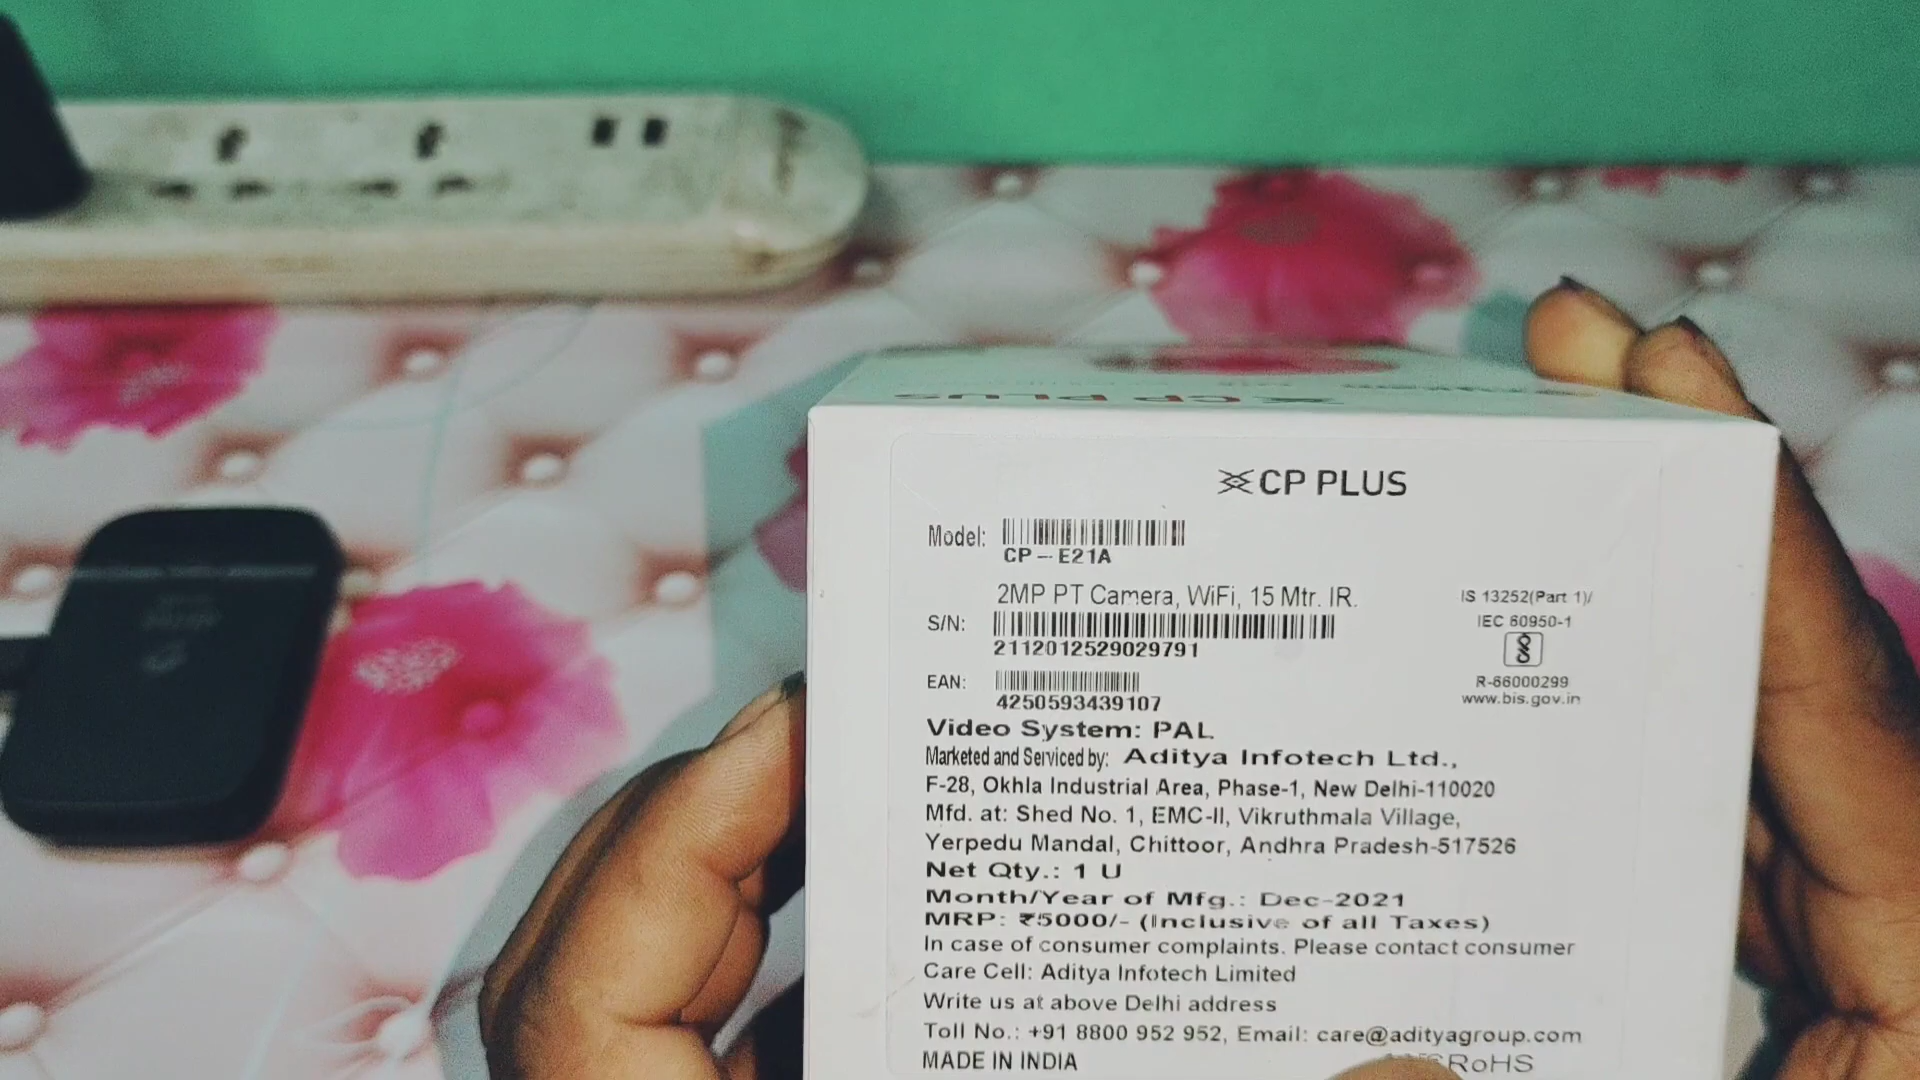 CP PLUS
CP PLUS
Model:
CP-E21A
2MP PT Camera, WiFi, 15 Mtr. IR.
S/N:
2112012529029791
EAN:
4250593439107
IS 13252(Part 1)/
IEC 60950-1
R-66000299
www.bis.gov.in
Video System: PAL
Marketed and Serviced by: Aditya Infotech Ltd.,
F-28, Okhla Industrial Area, Phase-1, New Delhi-110020
Mfd. at: Shed No. 1, EMC-II, Vikruthmala Village,
Yerpedu Mandal, Chittoor, Andhra Pradesh-517526
Net Qty.: 1 U
Month/Year of Mfg.: Dec-2021
MRP: ₹5000/- (Inclusive of all Taxes)
In case of consumer complaints. Please contact consumer
Care Cell: Aditya Infotech Limited
Write us at above Delhi address
Toll No.: +91 8800 952 952, Email: care@adityagroup.com
MADE IN INDIA
RoHS